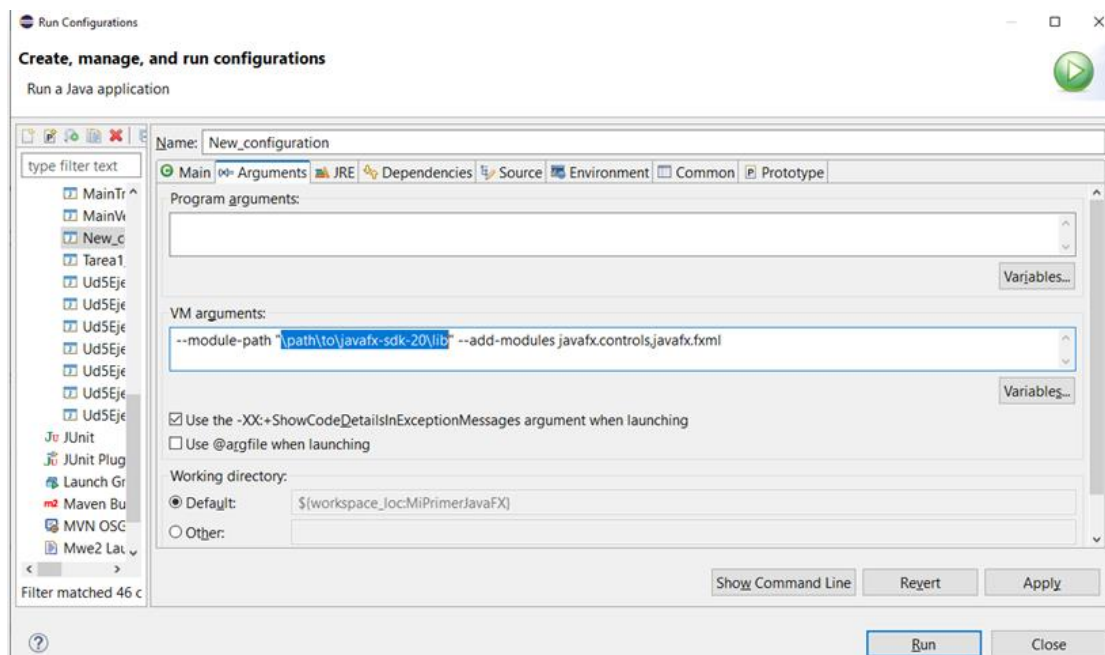 Run Configurations
Create, manage, and run configurations
Run a Java application
Name: New_configuration
type filter text
Main Arguments JRE Dependencies Source Environment Common Prototype
MainTr
MainVe
New_c
Tarea1_
Ud5Eje
Ud5Eje
Ud5Eje
Ud5Eje
Ud5Eje
Ud5Eje
Ud5Eje
JUnit
JUnit Plug
Launch Gr
Maven Bu
MVN OSG
Mwe2 Lau
Filter matched 46 c
Program arguments:
Variables...
VM arguments:
--module-path "\path\to\javafx-sdk-20\lib" --add-modules javafx.controls,javafx.fxml
Variables...
Use the -XX:+ShowCodeDetailsInExceptionMessages argument when launching
Use @argfile when launching
Working directory:
Default: ${workspace_loc:MiPrimerJavaFX}
Other:
Show Command Line Revert Apply
Run Close